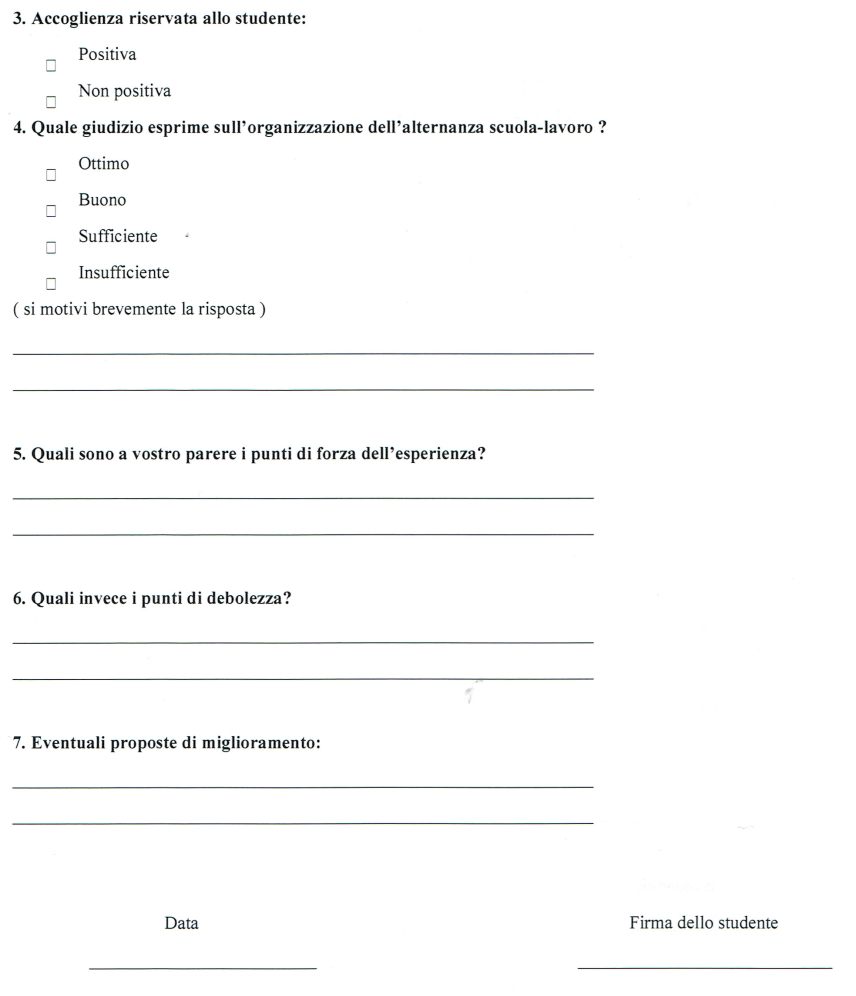 3. Accoglienza riservata allo studente:
Positiva
Non positiva
4. Quale giudizio esprime sull'organizzazione dell'alternanza scuola-lavoro ?
Ottimo
Buono
Sufficiente
Insufficiente
( si motivi brevemente la risposta )
5. Quali sono a vostro parere i punti di forza dell'esperienza?
6. Quali invece i punti di debolezza?
7. Eventuali proposte di miglioramento:
Data Firma dello studente